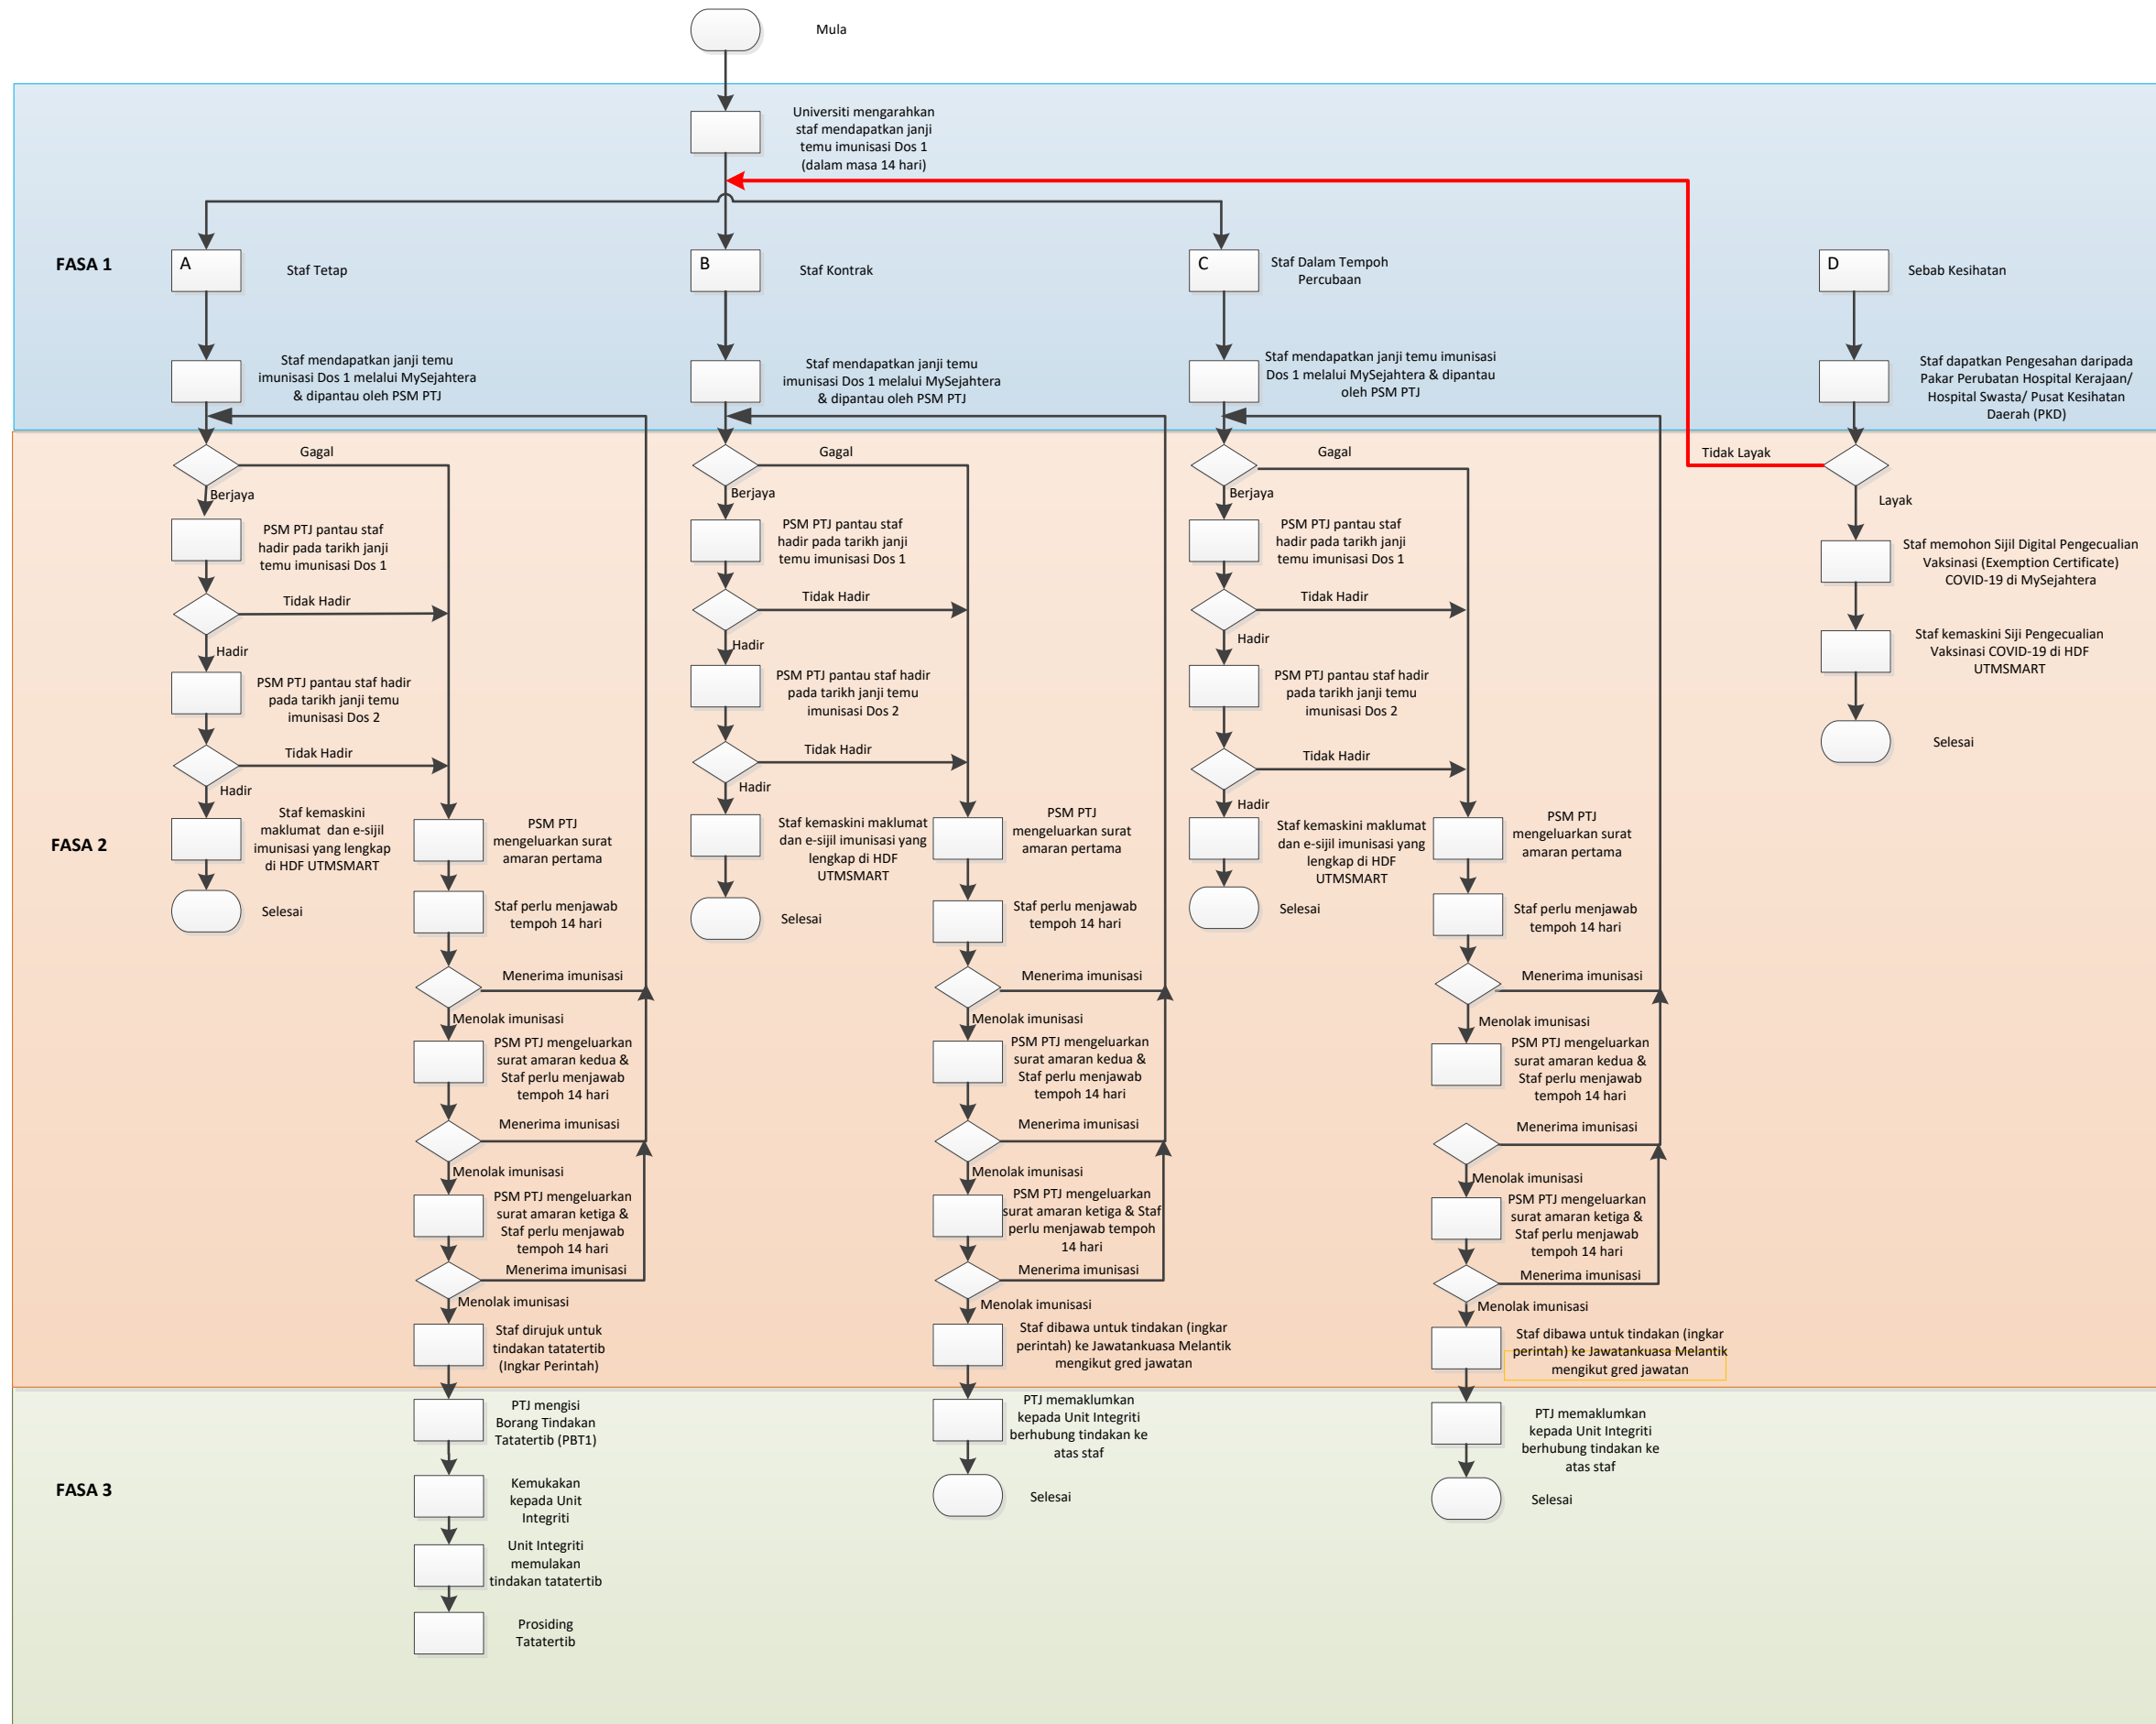 Mula
Universiti mengarahkan
staf mendapatkan janji
temu imunisasi Dos 1
(dalam masa 14 hari)
FASA 1
A
Staf Tetap
B
Staf Kontrak
C
Staf Dalam Tempoh
Percubaan
D
Sebab Kesihatan
Staf mendapatkan janji temu
imunisasi Dos 1 melalui MySejahtera
& dipantau oleh PSM PTJ
Staf mendapatkan janji temu
imunisasi Dos 1 melalui MySejahtera
& dipantau oleh PSM PTJ
Staf mendapatkan janji temu imunisasi
Dos 1 melalui MySejahtera & dipantau
oleh PSM PTJ
Staf dapatkan Pengesahan daripada
Pakar Perubatan Hospital Kerajaan/
Hospital Swasta/ Pusat Kesihatan
Daerah (PKD)
FASA 2
Gagal
Berjaya
PSM PTJ pantau staf
hadir pada tarikh janji
temu imunisasi Dos 1
Tidak Hadir
Hadir
PSM PTJ pantau staf hadir
pada tarikh janji temu
imunisasi Dos 2
Tidak Hadir
Hadir
Staf kemaskini
maklumat  dan e-sijil
imunisasi yang lengkap
di HDF UTMSMART
Selesai
PSM PTJ
mengeluarkan surat
amaran pertama
Staf perlu menjawab
tempoh 14 hari
Menerima imunisasi
Menolak imunisasi
PSM PTJ mengeluarkan
surat amaran kedua &
Staf perlu menjawab
tempoh 14 hari
Menerima imunisasi
Menolak imunisasi
PSM PTJ mengeluarkan
surat amaran ketiga &
Staf perlu menjawab
tempoh 14 hari
Menerima imunisasi
Menolak imunisasi
Staf dirujuk untuk
tindakan tatatertib
(Ingkar Perintah)
Gagal
Berjaya
PSM PTJ pantau staf
hadir pada tarikh janji
temu imunisasi Dos 1
Tidak Hadir
Hadir
PSM PTJ pantau staf hadir
pada tarikh janji temu
imunisasi Dos 2
Tidak Hadir
Hadir
Staf kemaskini maklumat
dan e-sijil imunisasi yang
lengkap di HDF
UTMSMART
Selesai
PSM PTJ
mengeluarkan surat
amaran pertama
Staf perlu menjawab
tempoh 14 hari
Menerima imunisasi
Menolak imunisasi
PSM PTJ mengeluarkan
surat amaran kedua &
Staf perlu menjawab
tempoh 14 hari
Menerima imunisasi
Menolak imunisasi
PSM PTJ mengeluarkan
surat amaran ketiga & Staf
perlu menjawab tempoh
14 hari
Menerima imunisasi
Menolak imunisasi
Staf dibawa untuk tindakan (ingkar
perintah) ke Jawatankuasa Melantik
mengikut gred jawatan
Gagal
Berjaya
PSM PTJ pantau staf
hadir pada tarikh janji
temu imunisasi Dos 1
Tidak Hadir
Hadir
PSM PTJ pantau staf hadir
pada tarikh janji temu
imunisasi Dos 2
Tidak Hadir
Hadir
Staf kemaskini maklumat
dan e-sijil imunisasi yang
lengkap di HDF
UTMSMART
Selesai
PSM PTJ
mengeluarkan surat
amaran pertama
Staf perlu menjawab
tempoh 14 hari
Menerima imunisasi
Menolak imunisasi
PSM PTJ mengeluarkan
surat amaran kedua &
Staf perlu menjawab
tempoh 14 hari
Menerima imunisasi
Menolak imunisasi
PSM PTJ mengeluarkan
surat amaran ketiga &
Staf perlu menjawab
tempoh 14 hari
Menerima imunisasi
Menolak imunisasi
Staf dibawa untuk tindakan (ingkar
perintah) ke Jawatankuasa Melantik
mengikut gred jawatan
Tidak Layak
Layak
Staf memohon Sijil Digital Pengecualian
Vaksinasi (Exemption Certificate)
COVID-19 di MySejahtera
Staf kemaskini Siji Pengecualian
Vaksinasi COVID-19 di HDF
UTMSMART
Selesai
FASA 3
PTJ mengisi
Borang Tindakan
Tatatertib (PBT1)
Kemukakan
kepada Unit
Integriti
Unit Integriti
memulakan
tindakan tatatertib
Prosiding
Tatatertib
PTJ memaklumkan
kepada Unit Integriti
berhubung tindakan ke
atas staf
Selesai
PTJ memaklumkan
kepada Unit Integriti
berhubung tindakan ke
atas staf
Selesai